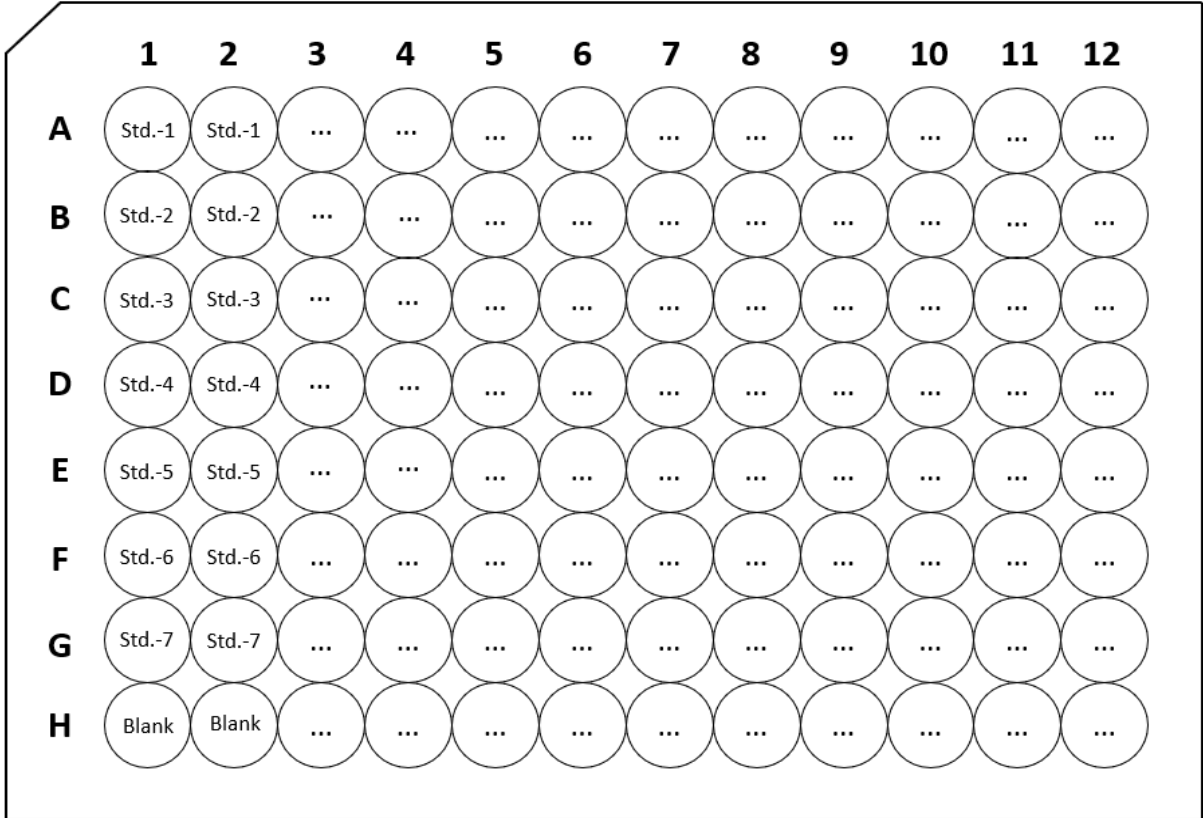 1 2 3 4 5 6 7 8 9 10 11 12
A Std.-1 Std.-1 ... ... ... ... ... ... ... ... ... ...
B Std.-2 Std.-2 ... ... ... ... ... ... ... ... ... ...
C Std.-3 Std.-3 ... ... ... ... ... ... ... ... ... ...
D Std.-4 Std.-4 ... ... ... ... ... ... ... ... ... ...
E Std.-5 Std.-5 ... ... ... ... ... ... ... ... ... ...
F Std.-6 Std.-6 ... ... ... ... ... ... ... ... ... ...
G Std.-7 Std.-7 ... ... ... ... ... ... ... ... ... ...
H Blank Blank ... ... ... ... ... ... ... ... ... ...